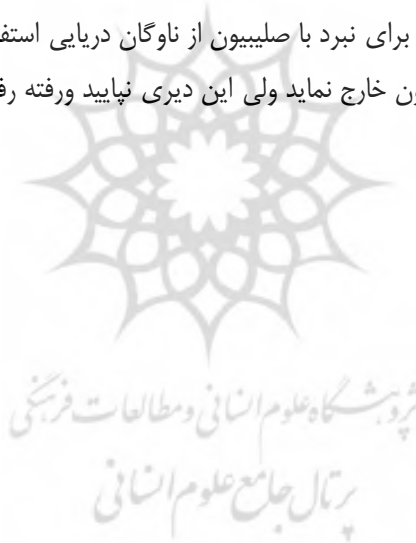 برای نبرد با صلیبیون از ناوگان دریایی استف
ون خارج نماید ولی این دیری نپایید ورفته رف
پژوهشگاه علوم انسانی و مطالعات فرهنگی
پرتال جامع علوم انسانی